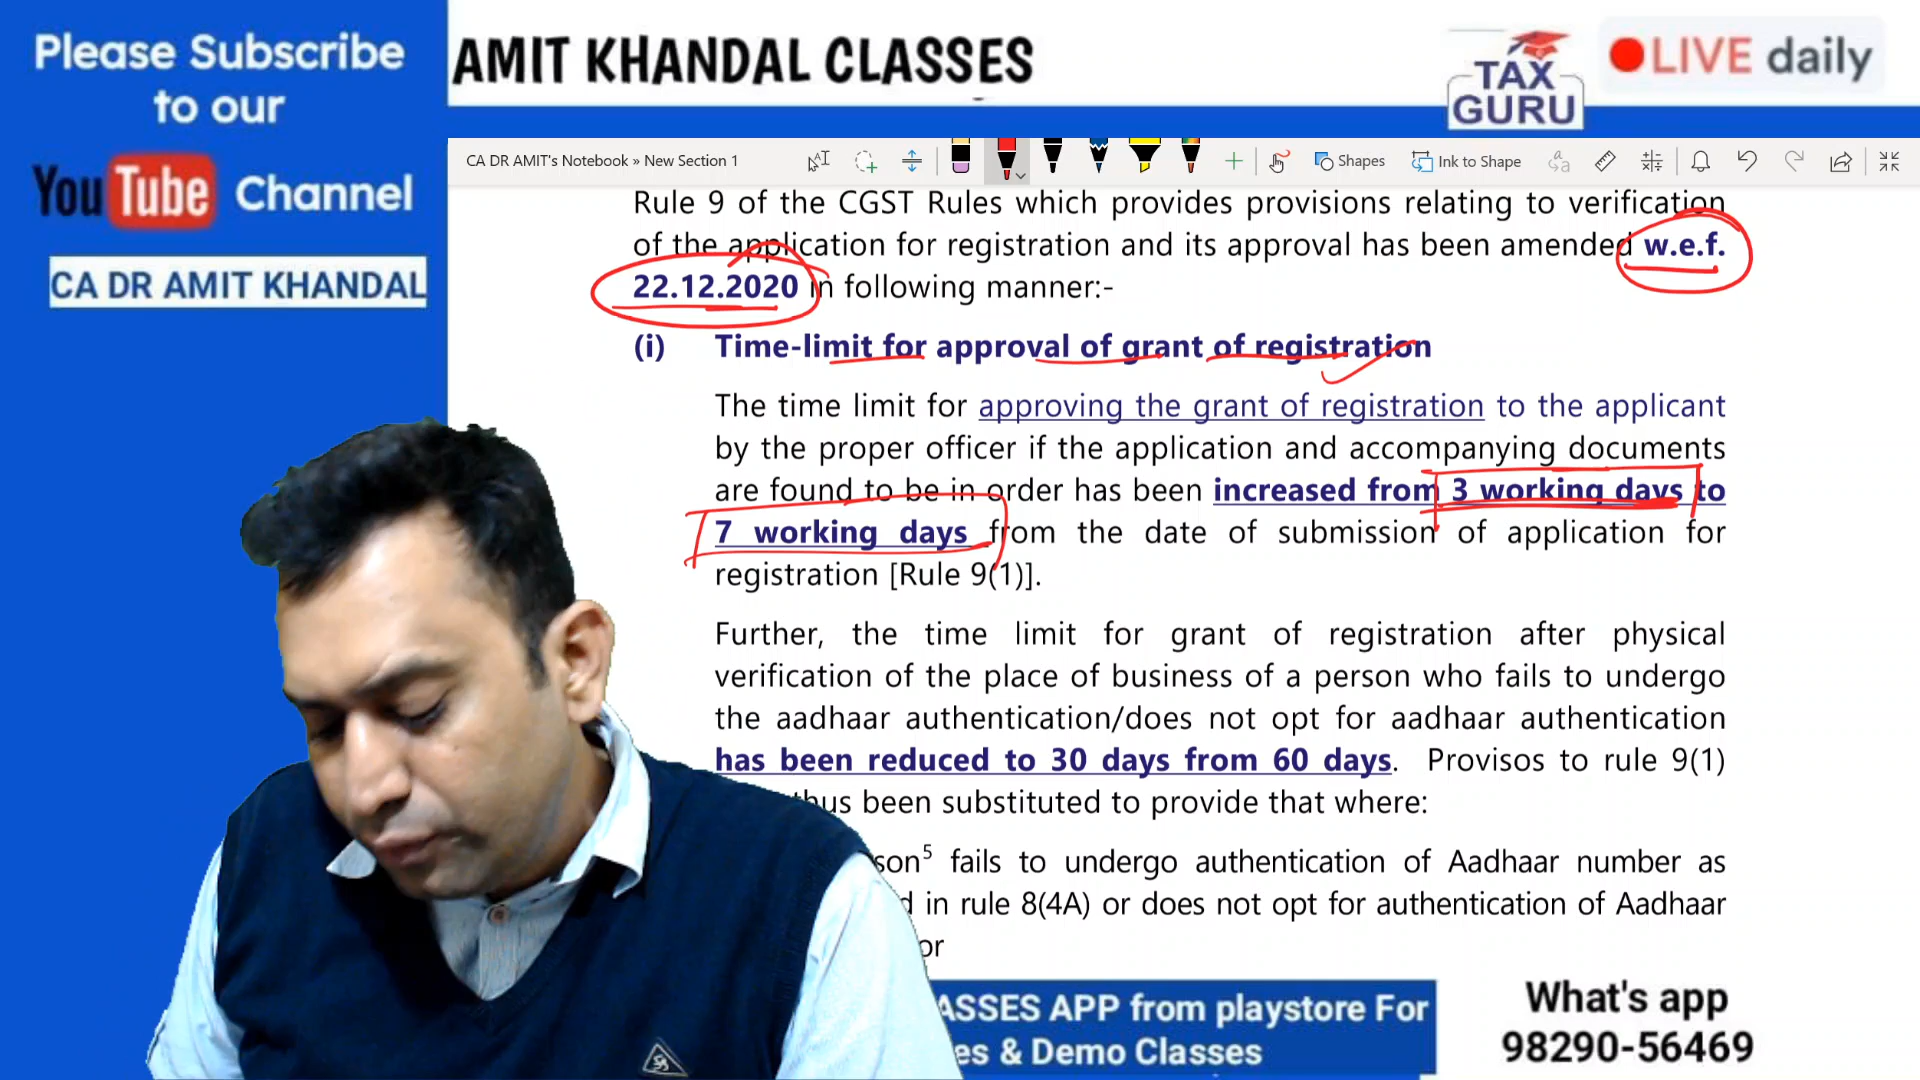 Please Subscribe
to our
YouTube Channel
CA DR AMIT KHANDAL
AMIT KHANDAL CLASSES
TAX
GURU
LIVE daily
CA DR AMIT's Notebook » New Section 1
Shapes
Ink to Shape
Rule 9 of the CGST Rules which provides provisions relating to verification
of the application for registration and its approval has been amended w.e.f.
22.12.2020 in following manner:-
(i) Time-limit for approval of grant of registration
The time limit for approving the grant of registration to the applicant
by the proper officer if the application and accompanying documents
are found to be in order has been increased from 3 working days to
7 working days from the date of submission of application for
registration [Rule 9(1)].
Further, the time limit for grant of registration after physical
verification of the place of business of a person who fails to undergo
the aadhaar authentication/does not opt for aadhaar authentication
has been reduced to 30 days from 60 days. Provisos to rule 9(1)
thus been substituted to provide that where:
son5 fails to undergo authentication of Aadhaar number as
d in rule 8(4A) or does not opt for authentication of Aadhaar
or
ASSES APP from playstore For
es & Demo Classes
What's app
98290-56469